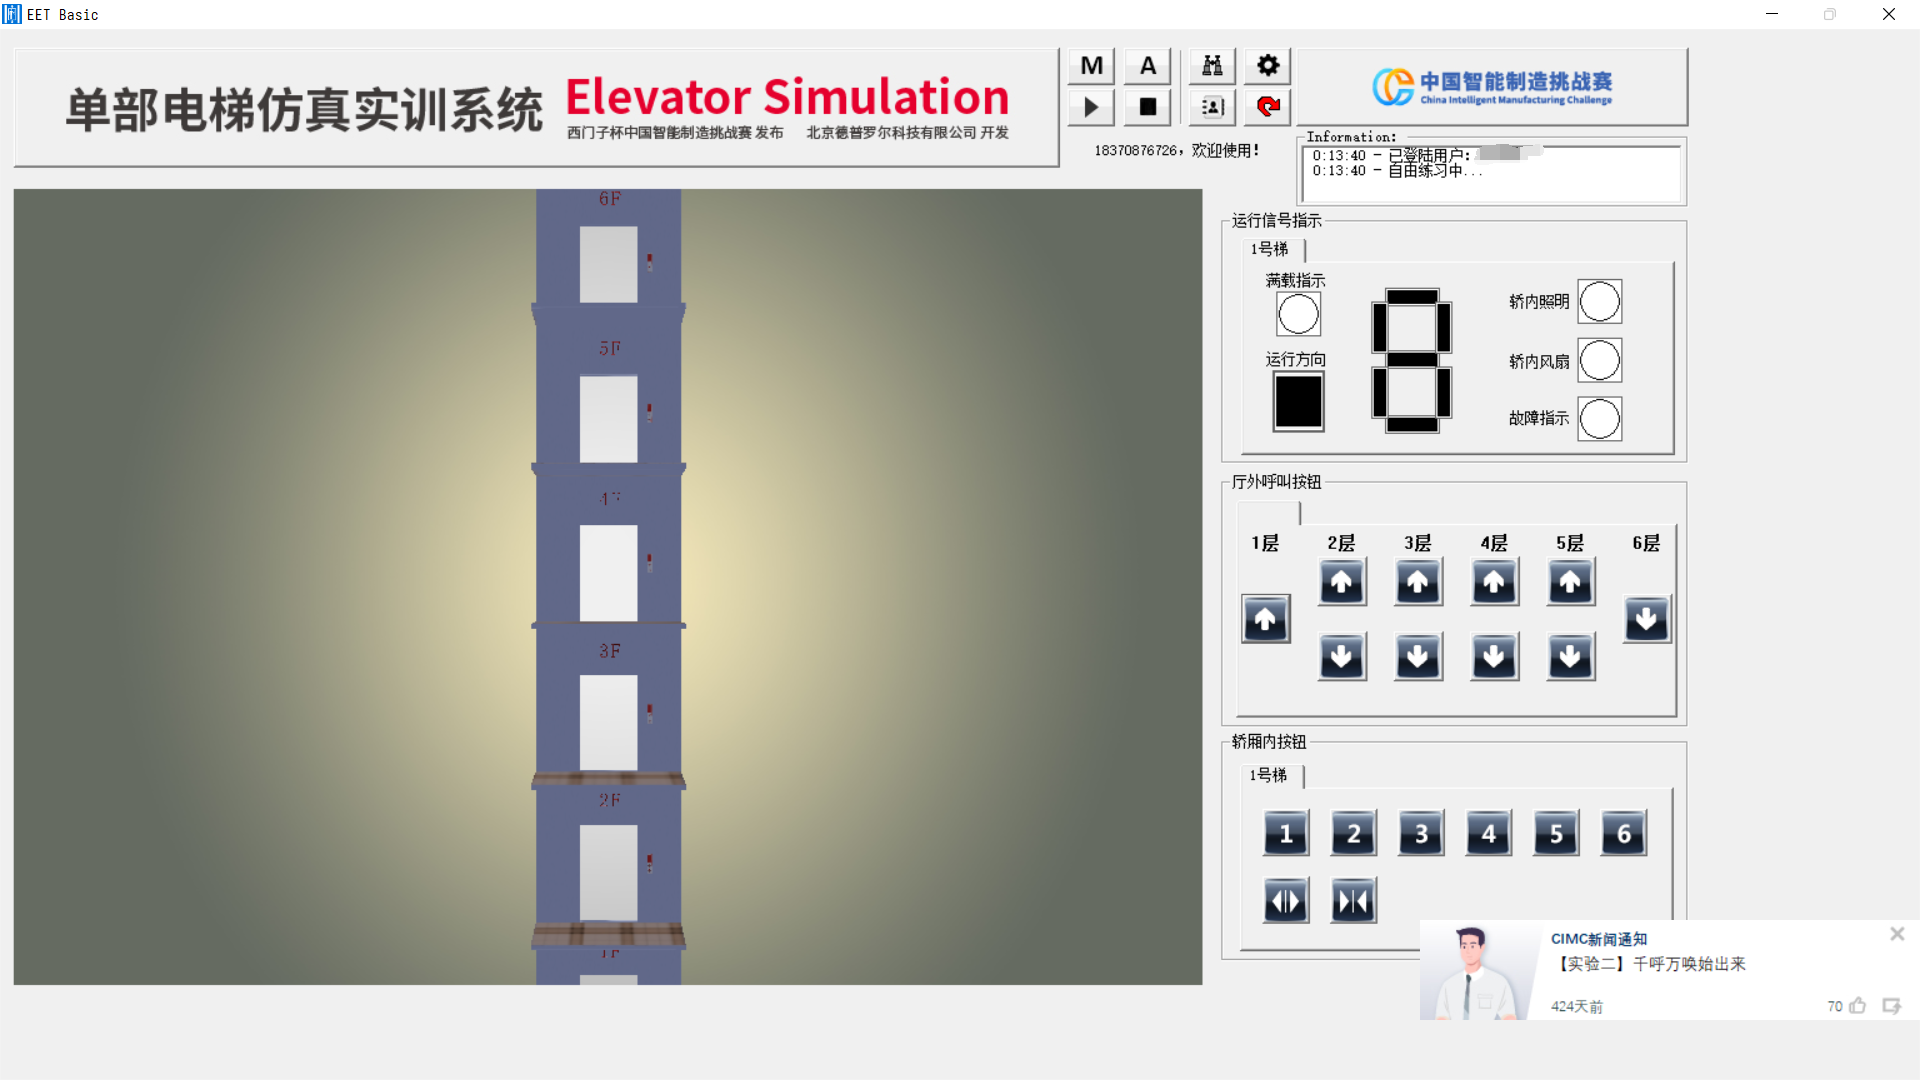 EET Basic
单部电梯仿真实训系统
Elevator Simulation
西门子杯中国智能制造挑战赛 发布 北京德普罗尔科技有限公司 开发
M A
18370876726，欢迎使用！
中国智能制造挑战赛
China Intelligent Manufacturing Challenge
Information:
0:13:40 - 已登陆用户:
0:13:40 - 自由练习中...
6F
5F
4F
3F
2F
1F
运行信号指示
1号梯
满载指示
运行方向
轿内照明
轿内风扇
故障指示
厅外呼叫按钮
1层 2层 3层 4层 5层 6层
轿厢内按钮
1号梯
1 2 3 4 5 6
CIMC新闻通知
【实验二】千呼万唤始出来
424天前
70